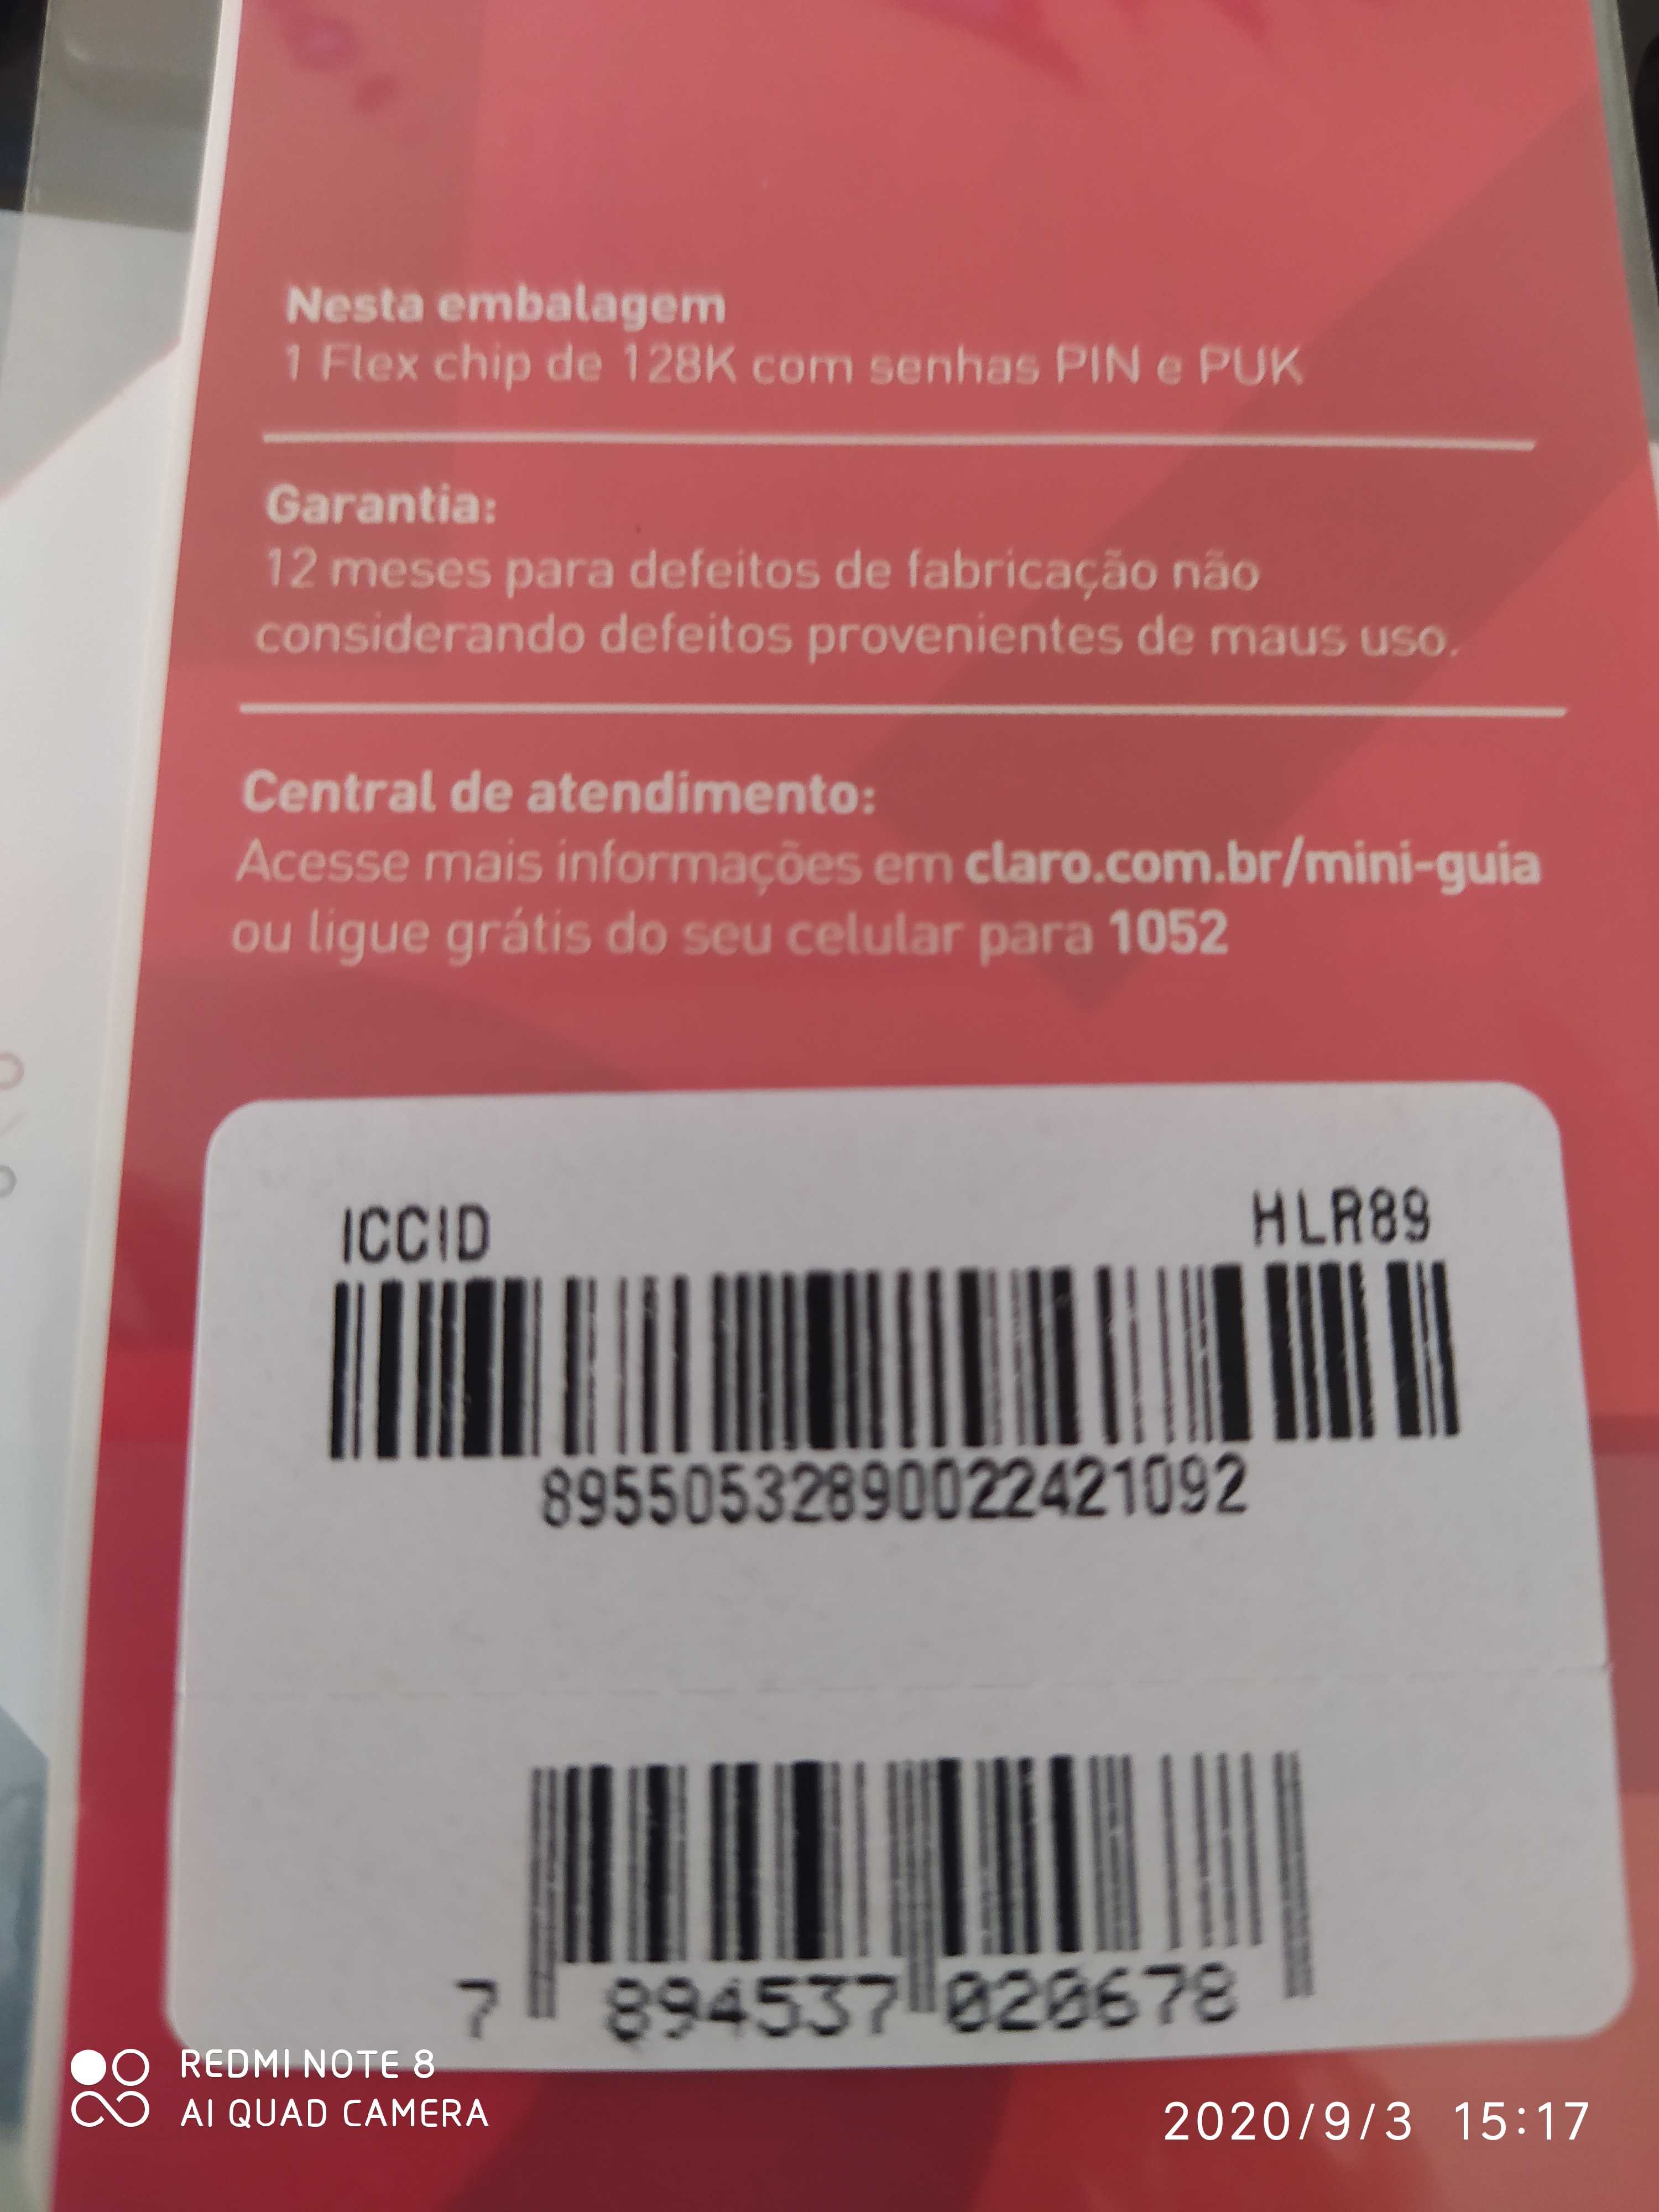 Nesta embalagem
1 Flex chip de 128K com senhas PIN e PUK
Garantia:
12 meses para defeitos de fabricação não
considerando defeitos provenientes de maus uso.
Central de atendimento:
Acesse mais informações em claro.com.br/mini-guia
ou ligue grátis do seu celular para 1052
ICCID HLR89
89550532890022421092
7 894537 020678
REDMI NOTE 8
AI QUAD CAMERA
2020/9/3 15:17